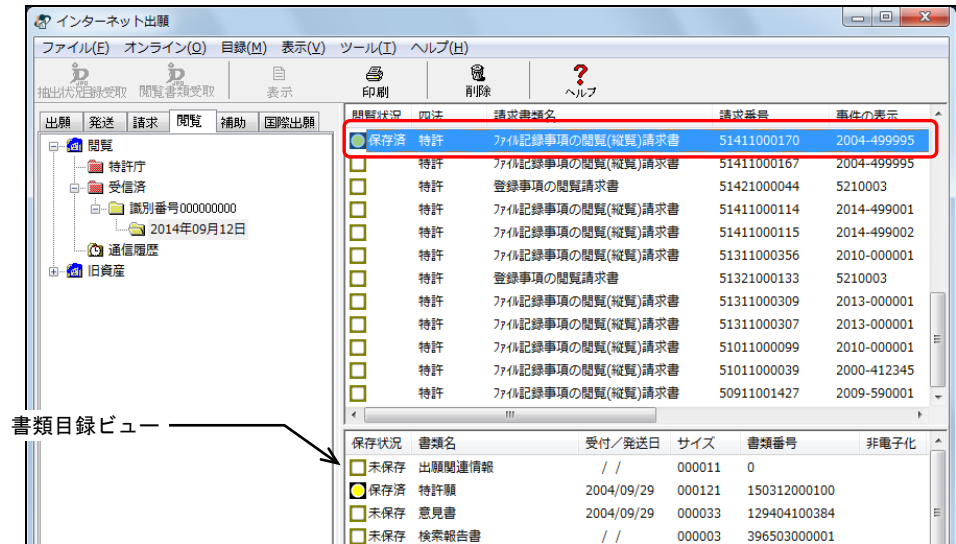 インターネット出願
ファイル(F) オンライン(O) 目録(M) 表示(V) ツール(T) ヘルプ(H)
抽出状況目録受取 閲覧書類受取 表示 印刷 削除 ヘルプ
出願 発送 請求 閲覧 補助 国際出願
閲覧
特許庁
受信済
識別番号000000000
2014年09月12日
通信履歴
旧資産
閲覧状況 四法 請求書類名 請求番号 事件の表示
保存済 特許 ファイル記録事項の閲覧(縦覧)請求書 51411000170 2004-499995
特許 ファイル記録事項の閲覧(縦覧)請求書 51411000167 2004-499995
特許 登録事項の閲覧請求書 51421000044 5210003
特許 ファイル記録事項の閲覧(縦覧)請求書 51411000114 2014-499001
特許 ファイル記録事項の閲覧(縦覧)請求書 51411000115 2014-499002
特許 ファイル記録事項の閲覧(縦覧)請求書 51311000356 2010-000001
特許 登録事項の閲覧請求書 51321000133 5210003
特許 ファイル記録事項の閲覧(縦覧)請求書 51311000309 2013-000001
特許 ファイル記録事項の閲覧(縦覧)請求書 51311000307 2013-000001
特許 ファイル記録事項の閲覧(縦覧)請求書 51011000099 2010-000001
特許 ファイル記録事項の閲覧(縦覧)請求書 51011000039 2000-412345
特許 ファイル記録事項の閲覧(縦覧)請求書 50911001427 2009-590001
書類目録ビュー
保存状況 書類名 受付/発送日 サイズ 書類番号 非電子化
未保存 出願関連情報 / / 000011 0
保存済 特許願 2004/09/29 000121 150312000100
未保存 意見書 2004/09/29 000033 129404100384
未保存 検索報告書 / / 000003 396503000001